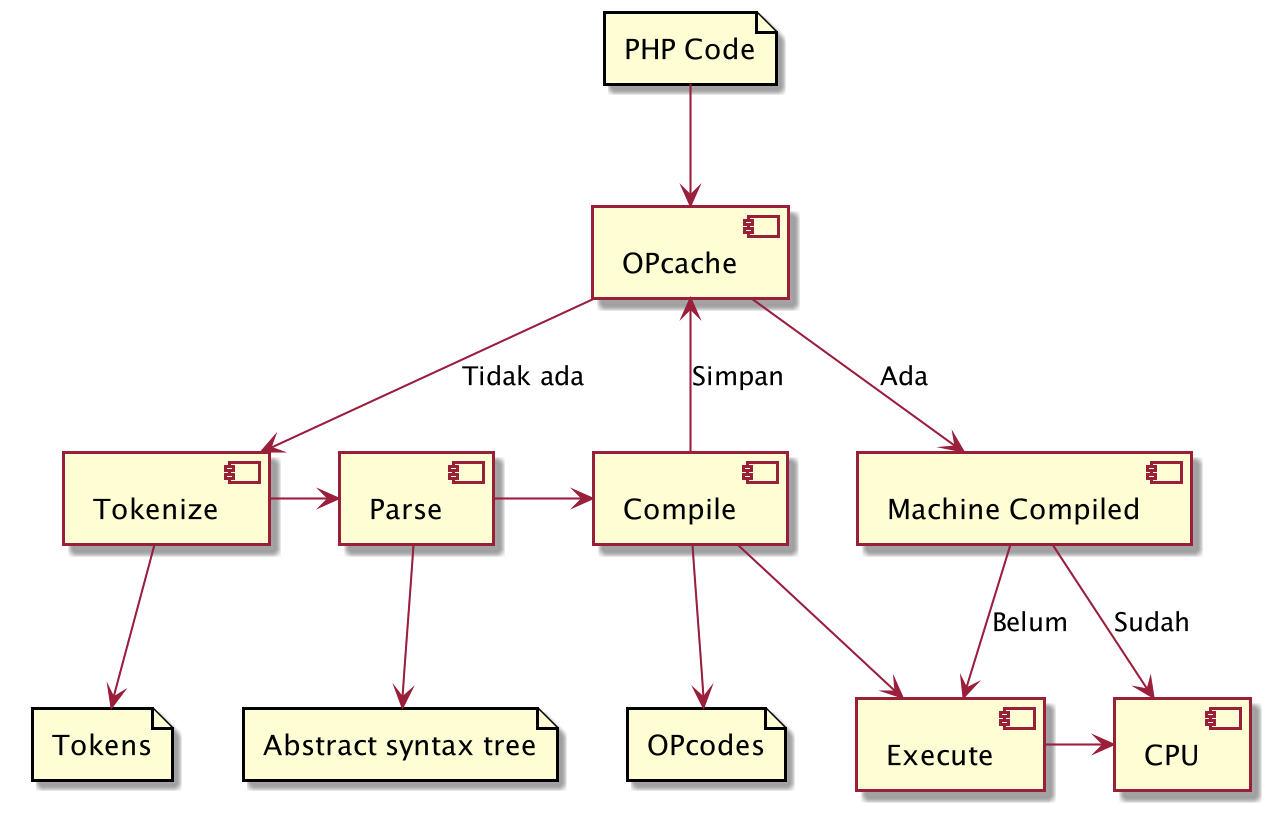 PHP Code
OPcache
Tidak ada
Simpan
Ada
Tokenize
Parse
Compile
Machine Compiled
Belum
Sudah
Tokens
Abstract syntax tree
OPcodes
Execute
CPU